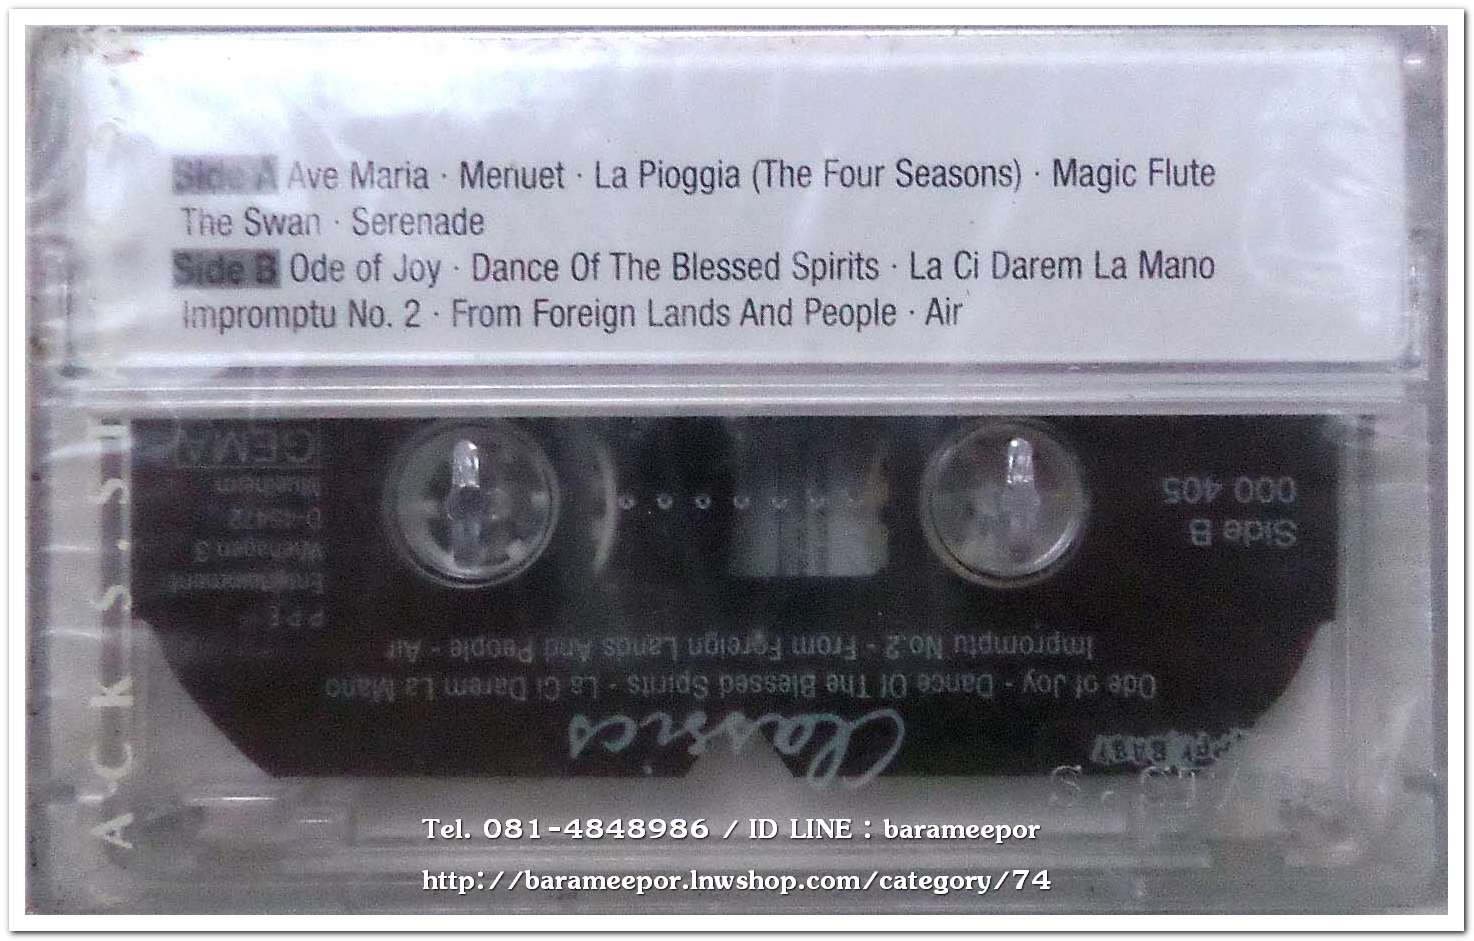 Side A Ave Maria · Menuet · La Pioggia (The Four Seasons) · Magic Flute
The Swan · Serenade
Side B Ode of Joy · Dance Of The Blessed Spirits · La Ci Darem La Mano
Impromptu No. 2 · From Foreign Lands And People · Air
GEMA
Wiehagen 3
P.P.E.
000 405
Side B
Impromptu No.2 - From Foreign Lands And People - Air
Ode of Joy - Dance Of The Blessed Spirits - La Ci Darem La Mano
Classics
Tel. 081-4848986 / ID LINE : barameepor
http://barameepor.lnwshop.com/category/74